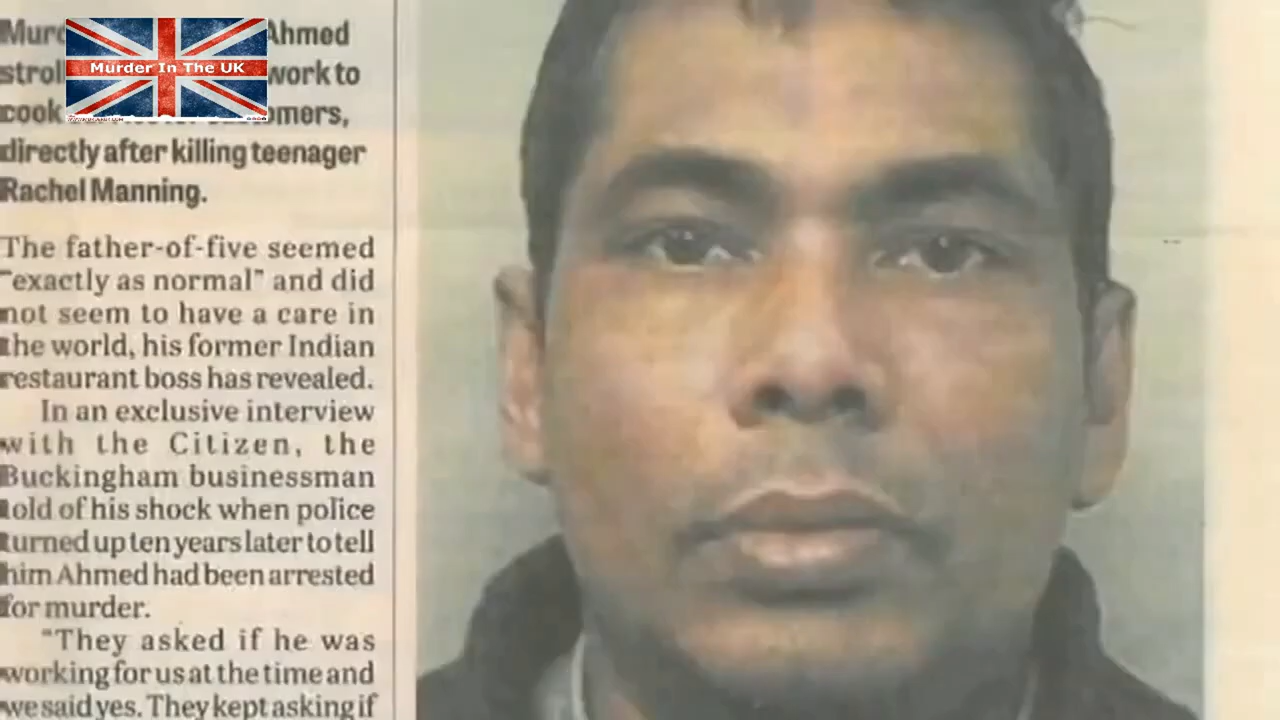 Murder In The UK
Ahmed
work to
cook
directly after killing teenager
Rachel Manning.
The father-of-five seemed
"exactly as normal" and did
not seem to have a care in
the world, his former Indian
restaurant boss has revealed.
In an exclusive interview
with the Citizen, the
Buckingham businessman
told of his shock when police
turned up ten years later to tell
him Ahmed had been arrested
for murder.
"They asked if he was
working for us at the time and
we said yes. They kept asking if